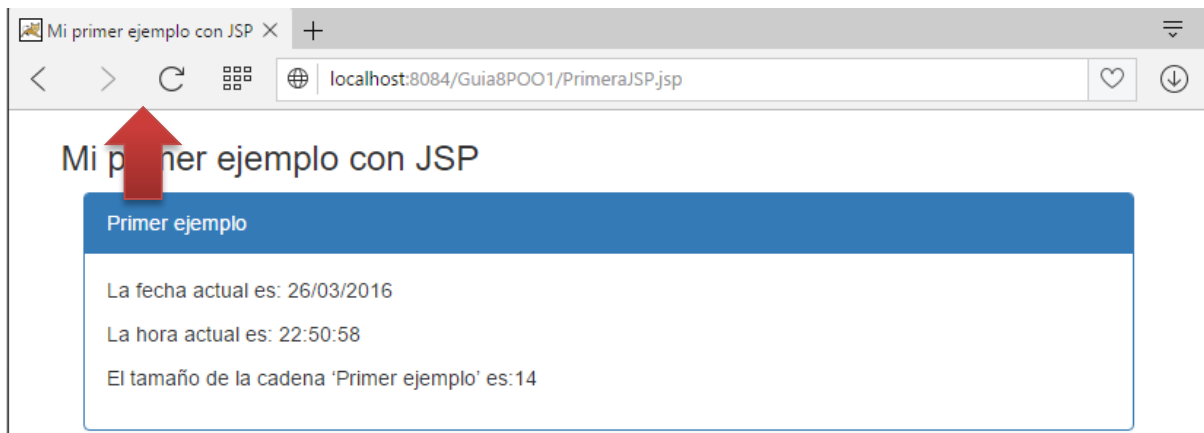 Mi primer ejemplo con JSP
localhost:8084/Guia8POO1/PrimeraJSP.jsp
Mi primer ejemplo con JSP
Primer ejemplo
La fecha actual es: 26/03/2016
La hora actual es: 22:50:58
El tamaño de la cadena ‘Primer ejemplo’ es:14